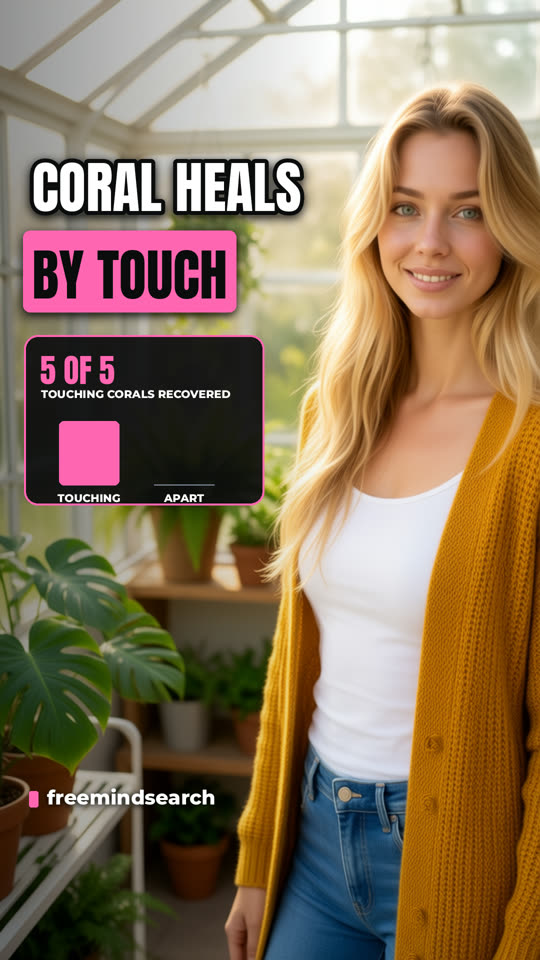 CORAL HEALS
BY TOUCH
5 OF 5
TOUCHING CORALS RECOVERED
TOUCHING APART
freemindsearch